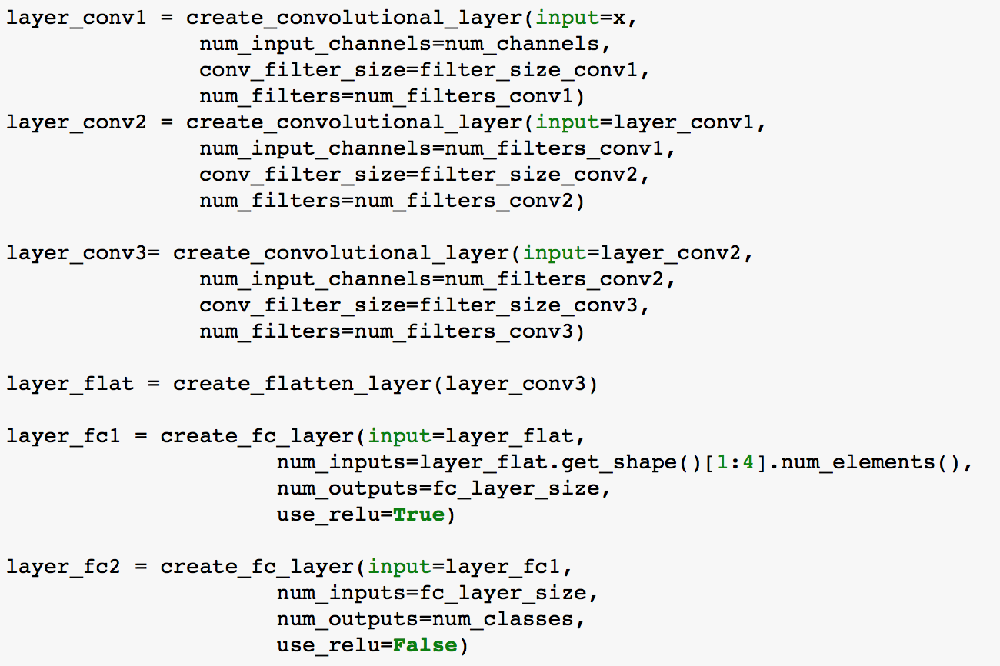 layer_conv1 = create_convolutional_layer(input=x,
               num_input_channels=num_channels,
               conv_filter_size=filter_size_conv1,
               num_filters=num_filters_conv1)
layer_conv2 = create_convolutional_layer(input=layer_conv1,
               num_input_channels=num_filters_conv1,
               conv_filter_size=filter_size_conv2,
               num_filters=num_filters_conv2)

layer_conv3= create_convolutional_layer(input=layer_conv2,
               num_input_channels=num_filters_conv2,
               conv_filter_size=filter_size_conv3,
               num_filters=num_filters_conv3)

layer_flat = create_flatten_layer(layer_conv3)

layer_fc1 = create_fc_layer(input=layer_flat,
                     num_inputs=layer_flat.get_shape()[1:4].num_elements(),
                     num_outputs=fc_layer_size,
                     use_relu=True)

layer_fc2 = create_fc_layer(input=layer_fc1,
                     num_inputs=fc_layer_size,
                     num_outputs=num_classes,
                     use_relu=False)